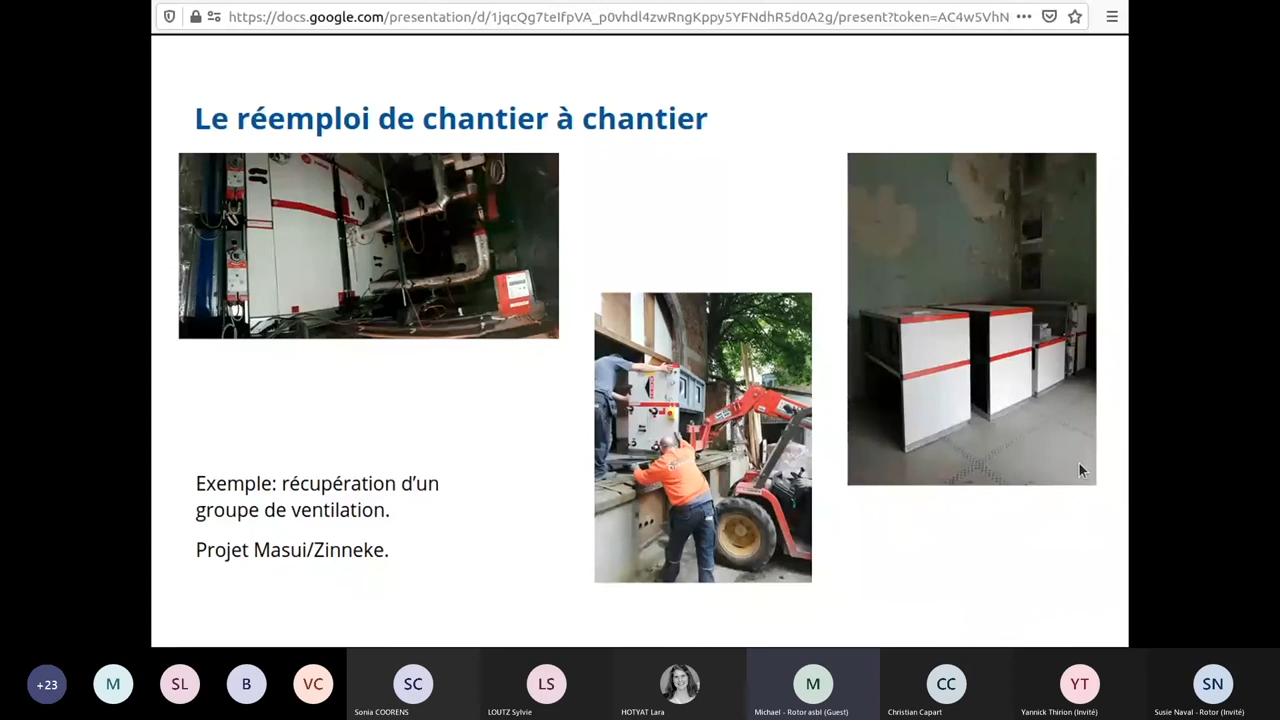 https://docs.google.com/presentation/d/1jqcQg7teIfpVA_p0vhdl4zwRngKppy5YFNdhR5d0A2g/present?token=AC4w5VhN
Le réemploi de chantier à chantier
Exemple: récupération d'un
groupe de ventilation.
Projet Masui/Zinneke.
+23
M
SL
B
VC
SC
LS
M
CC
YT
SN
Sonia COORENS
LOUTZ Sylvie
HOTYAT Lara
Michael - Rotor asbl (Guest)
Christian Capart
Yannick Thirion (Invité)
Susie Naval - Rotor (Invité)